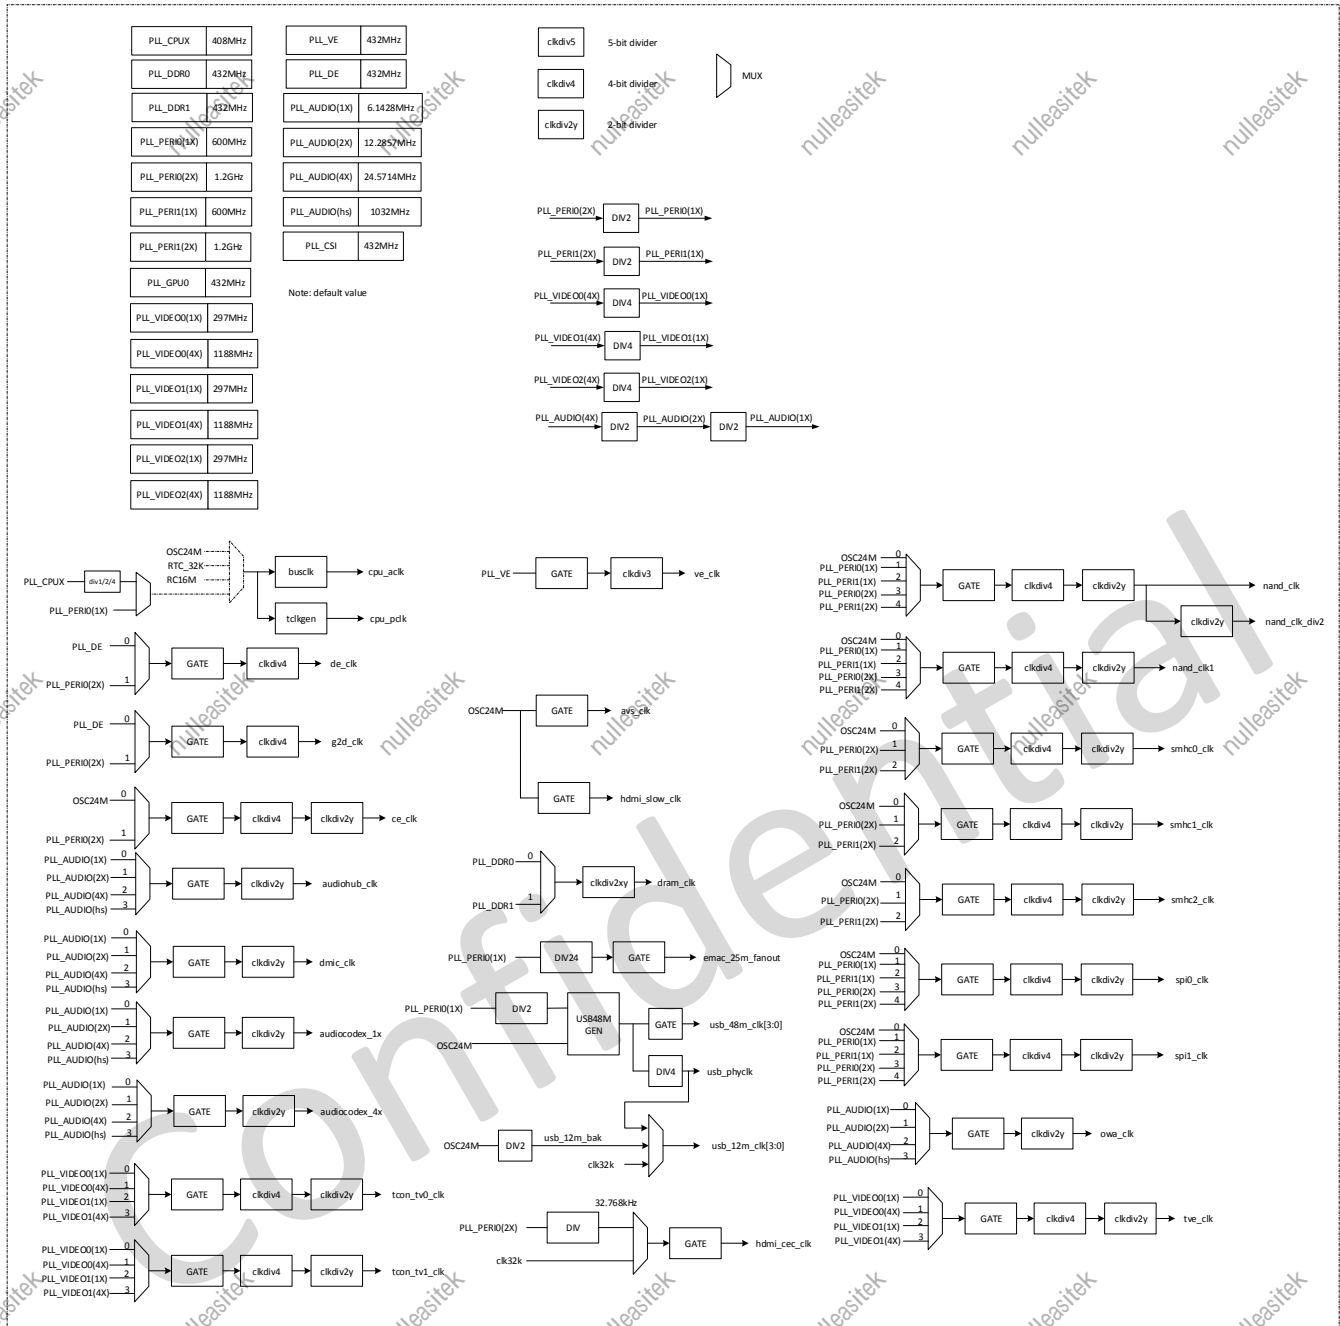 PLL_CPUX 408MHz
PLL_DDR0 432MHz
PLL_DDR1 432MHz
PLL_PERI0(1X) 600MHz
PLL_PERI0(2X) 1.2GHz
PLL_PERI1(1X) 600MHz
PLL_PERI1(2X) 1.2GHz
PLL_GPU0 432MHz
PLL_VIDEO0(1X) 297MHz
PLL_VIDEO0(4X) 1188MHz
PLL_VIDEO1(1X) 297MHz
PLL_VIDEO1(4X) 1188MHz
PLL_VIDEO2(1X) 297MHz
PLL_VIDEO2(4X) 1188MHz
PLL_VE 432MHz
PLL_DE 432MHz
PLL_AUDIO(1X) 6.1428MHz
PLL_AUDIO(2X) 12.2857MHz
PLL_AUDIO(4X) 24.5714MHz
PLL_AUDIO(hs) 1032MHz
PLL_CSI 432MHz
Note: default value
clkdiv5 5-bit divider
clkdiv4 4-bit divider
clkdiv2y 2-bit divider
MUX
PLL_PERI0(2X) DIV2 PLL_PERI0(1X)
PLL_PERI1(2X) DIV2 PLL_PERI1(1X)
PLL_VIDEO0(4X) DIV4 PLL_VIDEO0(1X)
PLL_VIDEO1(4X) DIV4 PLL_VIDEO1(1X)
PLL_VIDEO2(4X) DIV4 PLL_VIDEO2(1X)
PLL_AUDIO(4X) DIV2 PLL_AUDIO(2X) DIV2 PLL_AUDIO(1X)
OSC24M
RTC_32K
RC16M
PLL_CPUX div1/2/4
PLL_PERI0(1X)
busclk cpu_aclk
tclkgen cpu_pclk
PLL_DE 0
PLL_PERI0(2X) 1
GATE clkdiv4 de_clk
PLL_DE 0
PLL_PERI0(2X) 1
GATE clkdiv4 g2d_clk
OSC24M 0
PLL_PERI0(2X) 1
GATE clkdiv4 clkdiv2y ce_clk
PLL_AUDIO(1X) 0
PLL_AUDIO(2X) 1
PLL_AUDIO(4X) 2
PLL_AUDIO(hs) 3
GATE clkdiv2y audiohub_clk
PLL_AUDIO(1X) 0
PLL_AUDIO(2X) 1
PLL_AUDIO(4X) 2
PLL_AUDIO(hs) 3
GATE clkdiv2y dmic_clk
PLL_AUDIO(1X) 0
PLL_AUDIO(2X) 1
PLL_AUDIO(4X) 2
PLL_AUDIO(hs) 3
GATE clkdiv2y audiocodex_1x
PLL_AUDIO(1X) 0
PLL_AUDIO(2X) 1
PLL_AUDIO(4X) 2
PLL_AUDIO(hs) 3
GATE clkdiv2y audiocodex_4x
PLL_VIDEO0(1X) 0
PLL_VIDEO0(4X) 1
PLL_VIDEO1(1X) 2
PLL_VIDEO1(4X) 3
GATE clkdiv4 clkdiv2y tcon_tv0_clk
PLL_VIDEO0(1X) 0
PLL_VIDEO0(4X) 1
PLL_VIDEO1(1X) 2
PLL_VIDEO1(4X) 3
GATE clkdiv4 clkdiv2y tcon_tv1_clk
PLL_VE GATE clkdiv3 ve_clk
OSC24M GATE avs_clk
GATE hdmi_slow_clk
PLL_DDR0 0
PLL_DDR1 1
clkdiv2xy dram_clk
PLL_PERI0(1X) DIV24 GATE emac_25m_fanout
PLL_PERI0(1X) DIV2
OSC24M
USB48M
GEN
GATE usb_48m_clk[3:0]
DIV4 usb_phyclk
OSC24M DIV2 usb_12m_bak
clk32k
usb_12m_clk[3:0]
32.768kHz
PLL_PERI0(2X) DIV
clk32k
GATE hdmi_cec_clk
OSC24M 0
PLL_PERI0(1X) 1
PLL_PERI1(1X) 2
PLL_PERI0(2X) 3
PLL_PERI1(2X) 4
GATE clkdiv4 clkdiv2y nand_clk
clkdiv2y nand_clk_div2
OSC24M 0
PLL_PERI0(1X) 1
PLL_PERI1(1X) 2
PLL_PERI0(2X) 3
PLL_PERI1(2X) 4
GATE clkdiv4 clkdiv2y nand_clk1
OSC24M 0
PLL_PERI0(2X) 1
PLL_PERI1(2X) 2
GATE clkdiv4 clkdiv2y smhc0_clk
OSC24M 0
PLL_PERI0(2X) 1
PLL_PERI1(2X) 2
GATE clkdiv4 clkdiv2y smhc1_clk
OSC24M 0
PLL_PERI0(2X) 1
PLL_PERI1(2X) 2
GATE clkdiv4 clkdiv2y smhc2_clk
OSC24M 0
PLL_PERI0(1X) 1
PLL_PERI1(1X) 2
PLL_PERI0(2X) 3
PLL_PERI1(2X) 4
GATE clkdiv4 clkdiv2y spi0_clk
OSC24M 0
PLL_PERI0(1X) 1
PLL_PERI1(1X) 2
PLL_PERI0(2X) 3
PLL_PERI1(2X) 4
GATE clkdiv4 clkdiv2y spi1_clk
PLL_AUDIO(1X) 0
PLL_AUDIO(2X) 1
PLL_AUDIO(4X) 2
PLL_AUDIO(hs) 3
GATE clkdiv2y owa_clk
PLL_VIDEO0(1X) 0
PLL_VIDEO0(4X) 1
PLL_VIDEO1(1X) 2
PLL_VIDEO1(4X) 3
GATE clkdiv4 clkdiv2y tve_clk
Confidential
nulleasitek
nulleasitek
nulleasitek
nulleasitek
nulleasitek
nulleasitek
nulleasitek
nulleasitek
nulleasitek
nulleasitek